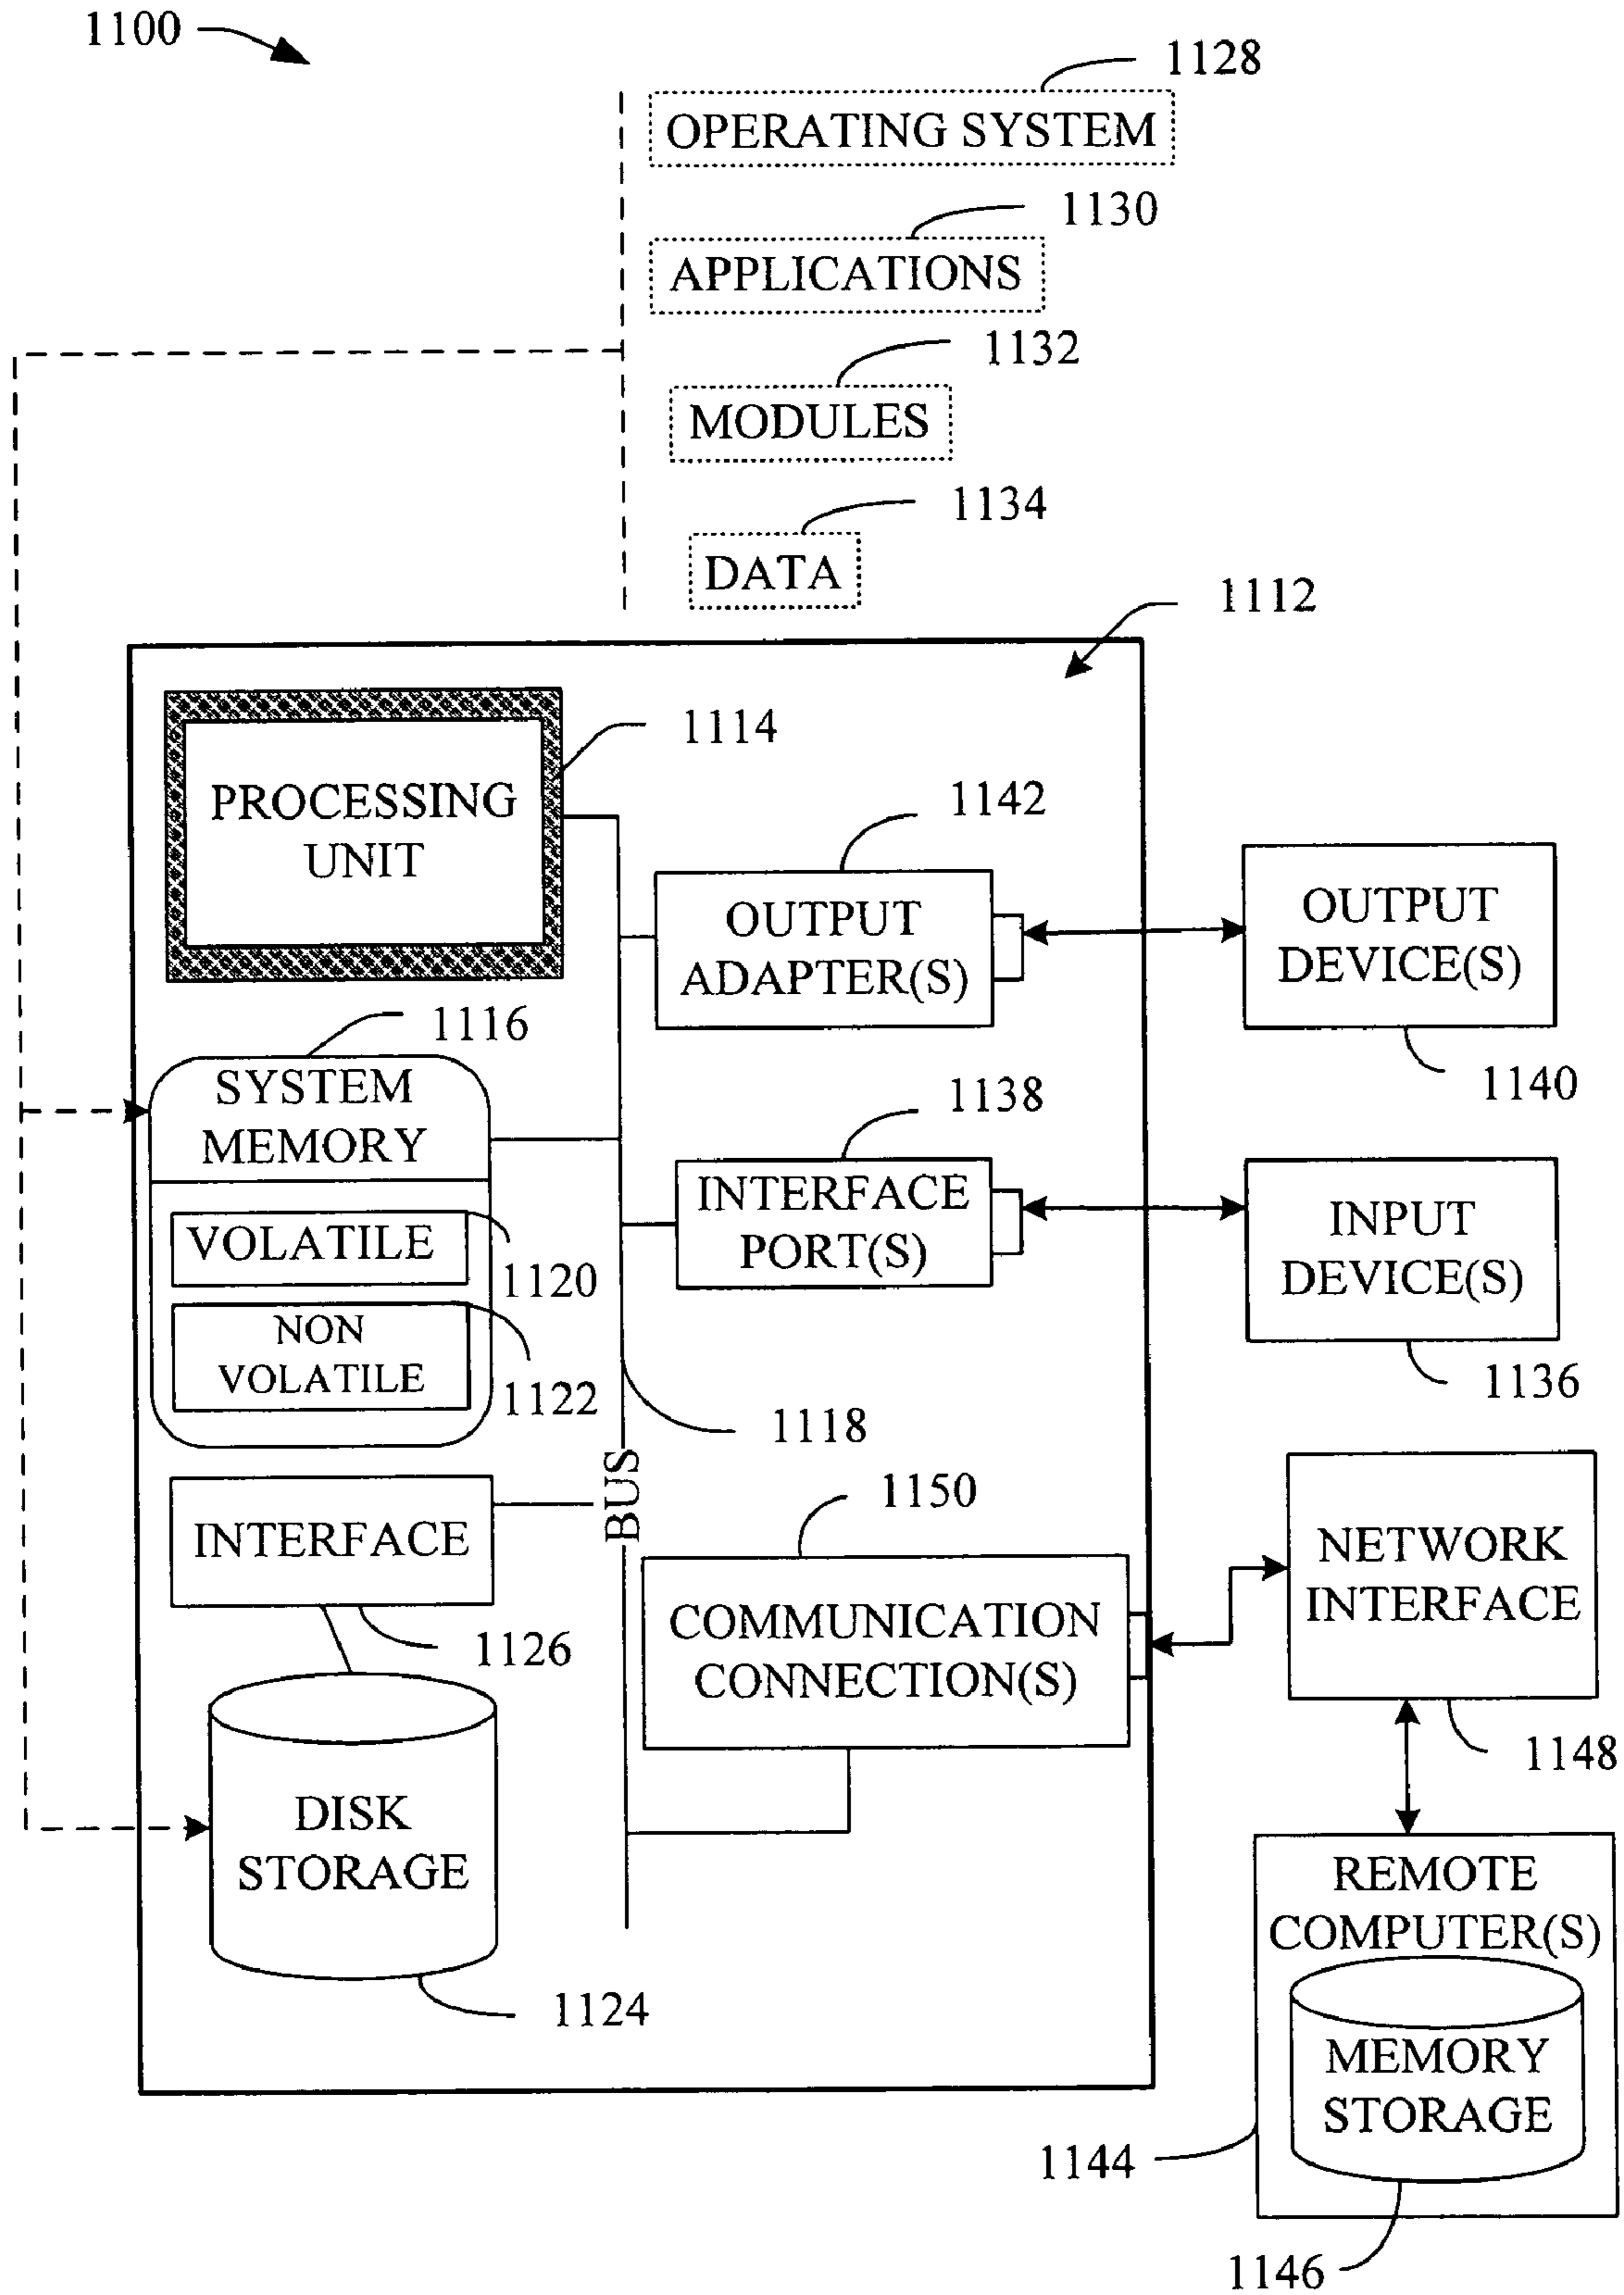 1100
1128
OPERATING SYSTEM
1130
APPLICATIONS
1132
MODULES
1134
DATA
1112
1114
PROCESSING
UNIT
1142
OUTPUT
ADAPTER(S)
OUTPUT
DEVICE(S)
1140
1116
SYSTEM
MEMORY
1138
INTERFACE
PORT(S)
INPUT
DEVICE(S)
1136
VOLATILE
1120
NON
VOLATILE
1122
1118
BUS
INTERFACE
1126
1150
COMMUNICATION
CONNECTION(S)
NETWORK
INTERFACE
1148
DISK
STORAGE
1124
REMOTE
COMPUTER(S)
MEMORY
STORAGE
1144
1146